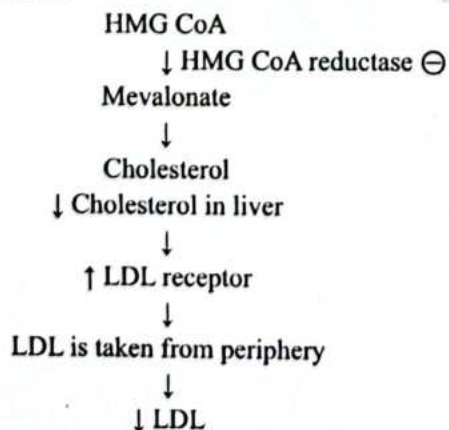 HMG CoA
↓ HMG CoA reductase ⊖
Mevalonate
↓
Cholesterol
↓ Cholesterol in liver
↓
↑ LDL receptor
↓
LDL is taken from periphery
↓
↓ LDL